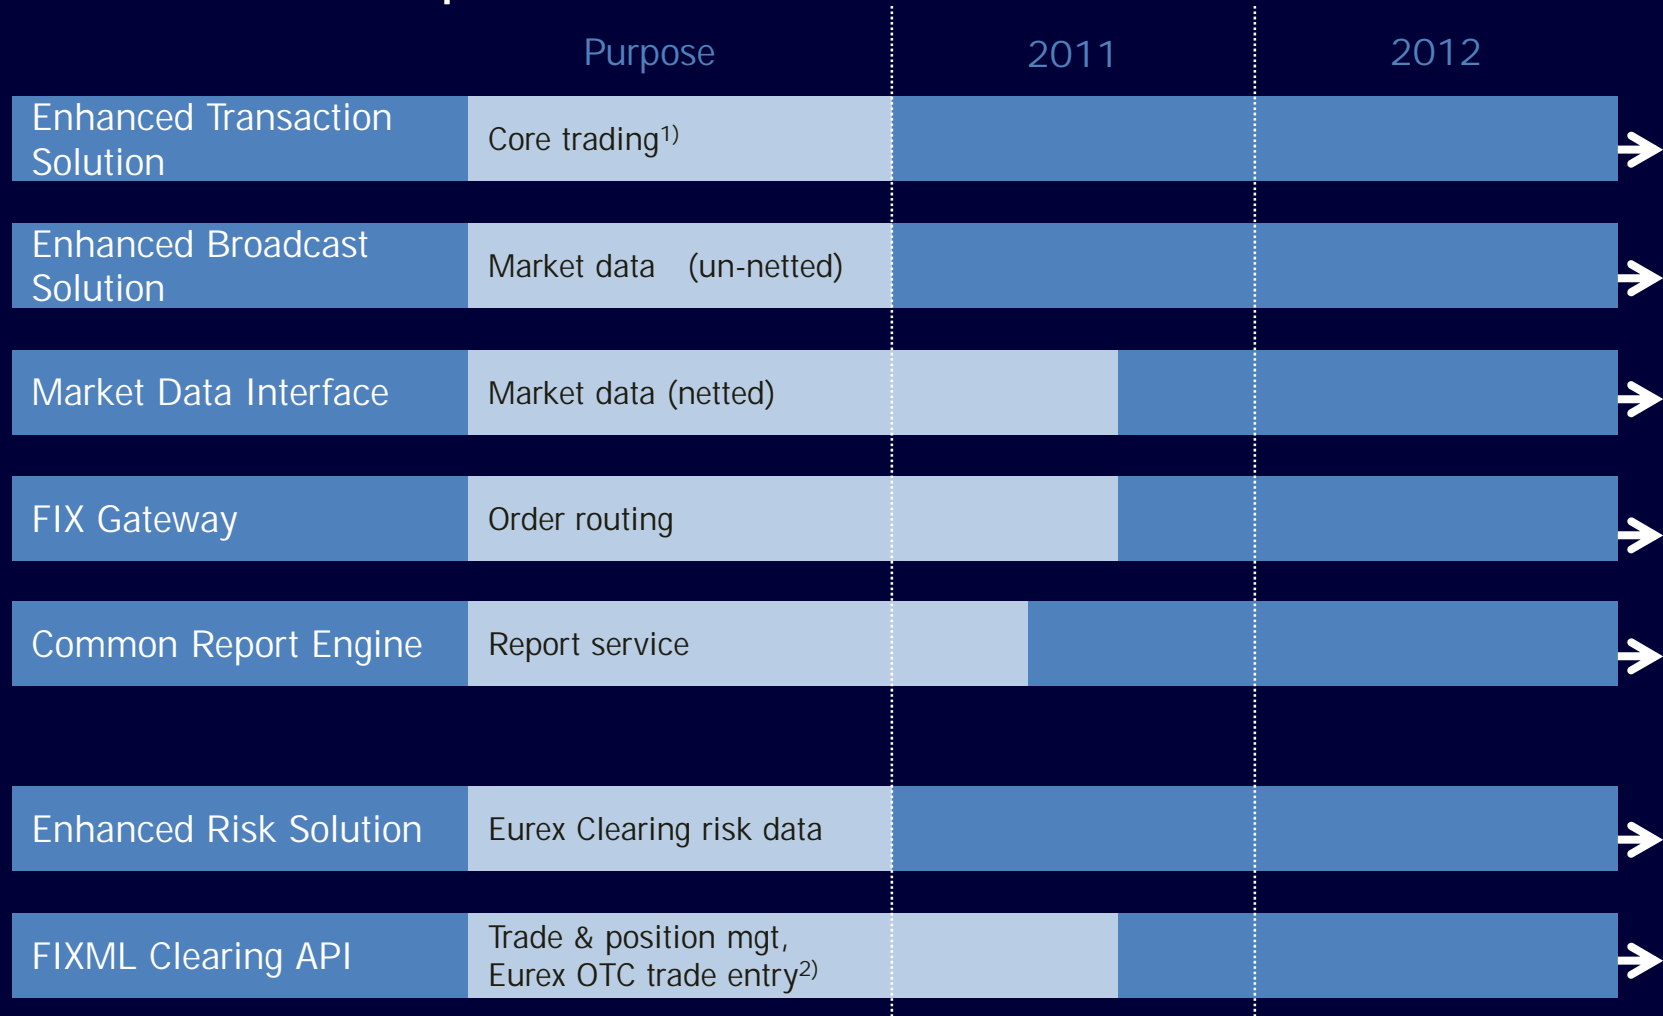 Purpose 2011 2012
Enhanced Transaction
Solution
Core trading1)
Enhanced Broadcast
Solution
Market data (un-netted)
Market Data Interface
Market data (netted)
FIX Gateway
Order routing
Common Report Engine
Report service
Enhanced Risk Solution
Eurex Clearing risk data
FIXML Clearing API
Trade & position mgt,
Eurex OTC trade entry2)